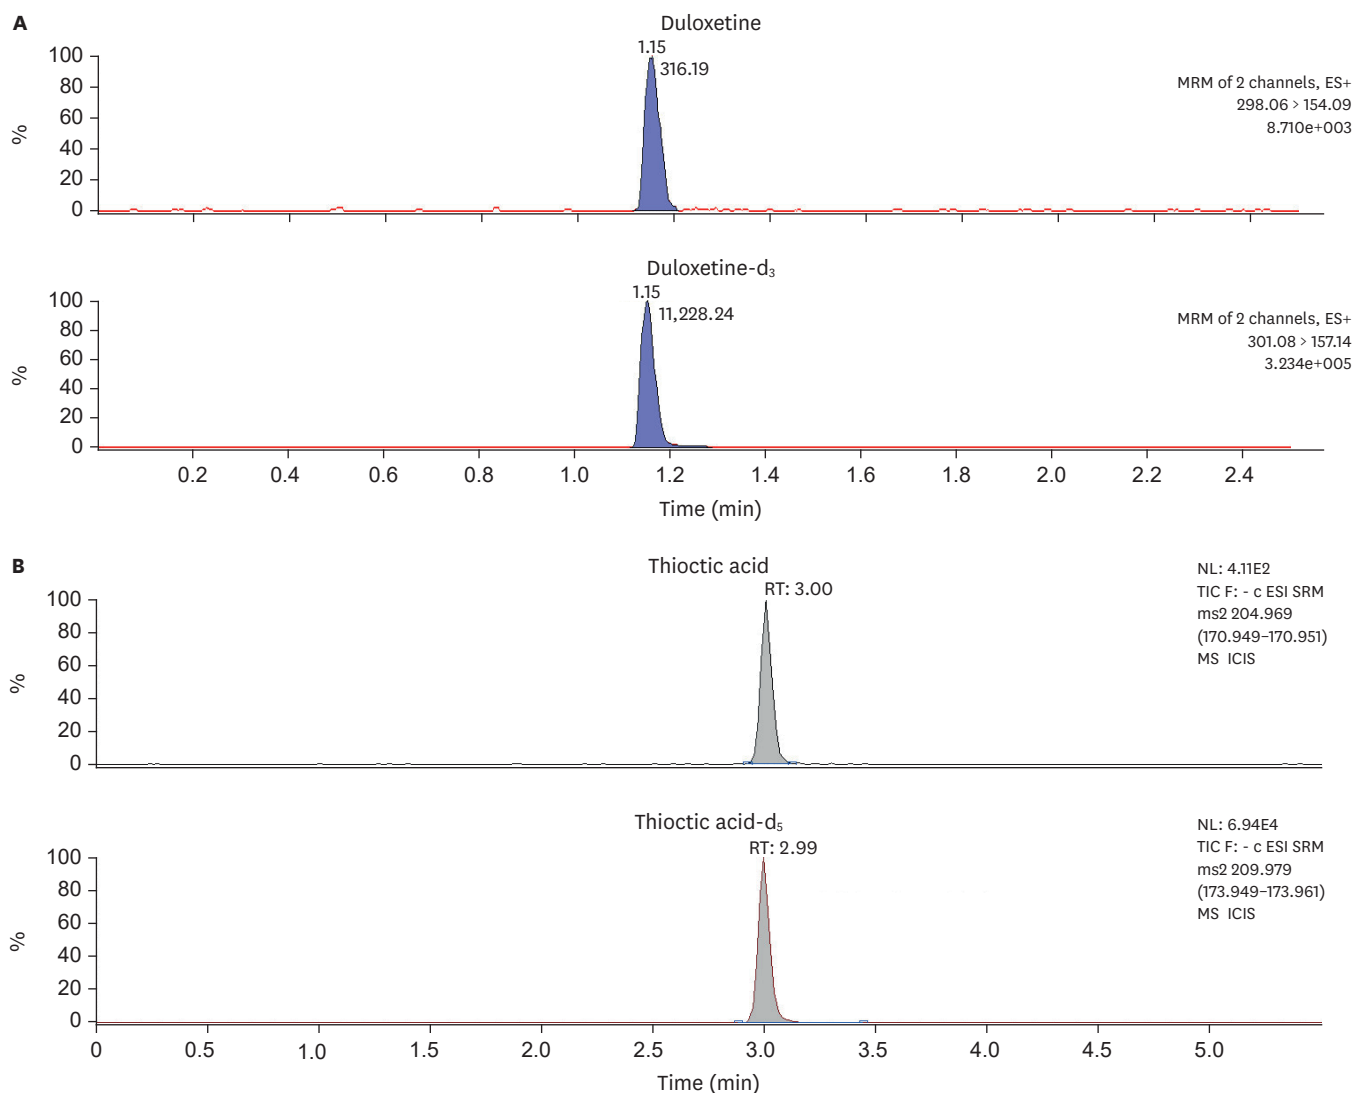 A
Duloxetine
1.15
316.19
MRM of 2 channels, ES+
298.06 > 154.09
8.710e+003
100
80
60
40
20
0
%
Duloxetine-d3
1.15
11,228.24
MRM of 2 channels, ES+
301.08 > 157.14
3.234e+005
100
80
60
40
20
0
%
0.2 0.4 0.6 0.8 1.0 1.2 1.4 1.6 1.8 2.0 2.2 2.4
Time (min)
B
Thioctic acid
RT: 3.00
NL: 4.11E2
TIC F: - c ESI SRM
ms2 204.969
(170.949–170.951)
MS ICIS
100
80
60
40
20
0
%
Thioctic acid-d5
RT: 2.99
NL: 6.94E4
TIC F: - c ESI SRM
ms2 209.979
(173.949–173.961)
MS ICIS
100
80
60
40
20
0
%
0 0.5 1.0 1.5 2.0 2.5 3.0 3.5 4.0 4.5 5.0
Time (min)